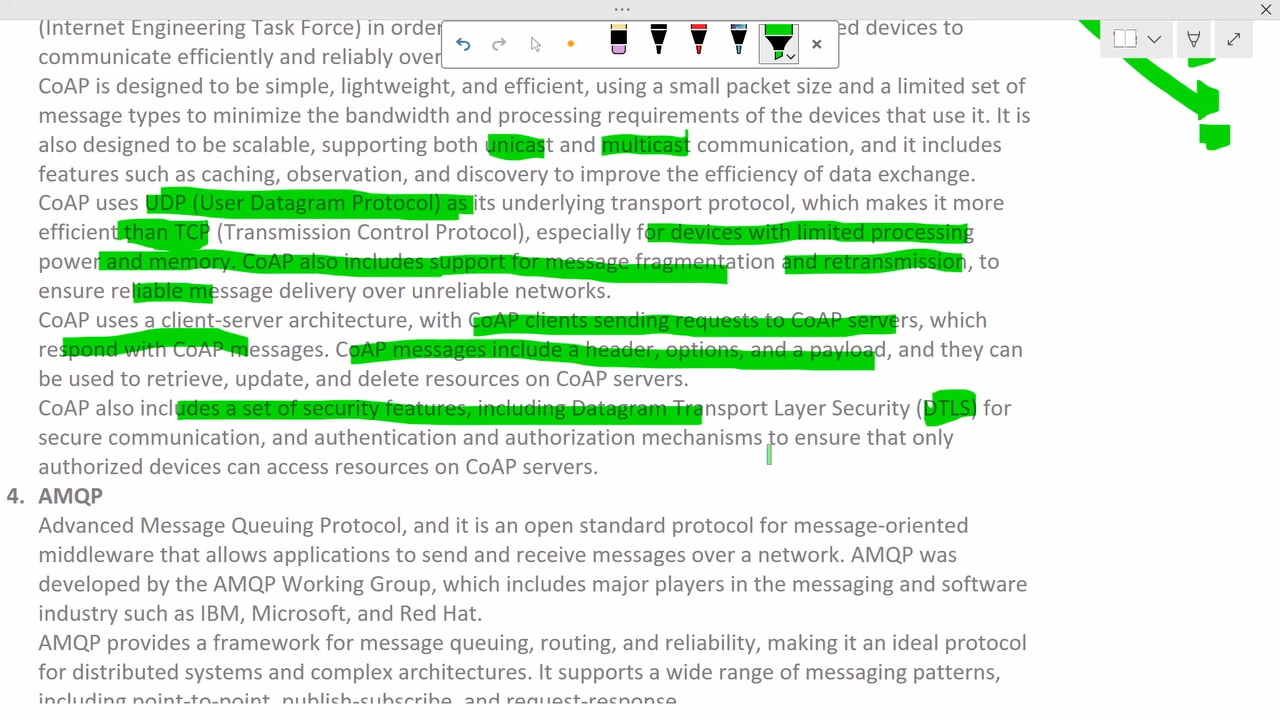 (Internet Engineering Task Force) in order ed devices to
communicate efficiently and reliably over
CoAP is designed to be simple, lightweight, and efficient, using a small packet size and a limited set of
message types to minimize the bandwidth and processing requirements of the devices that use it. It is
also designed to be scalable, supporting both unicast and multicast communication, and it includes
features such as caching, observation, and discovery to improve the efficiency of data exchange.
CoAP uses UDP (User Datagram Protocol) as its underlying transport protocol, which makes it more
efficient than TCP (Transmission Control Protocol), especially for devices with limited processing
power and memory. CoAP also includes support for message fragmentation and retransmission, to
ensure reliable message delivery over unreliable networks.
CoAP uses a client-server architecture, with CoAP clients sending requests to CoAP servers, which
respond with CoAP messages. CoAP messages include a header, options, and a payload, and they can
be used to retrieve, update, and delete resources on CoAP servers.
CoAP also includes a set of security features, including Datagram Transport Layer Security (DTLS) for
secure communication, and authentication and authorization mechanisms to ensure that only
authorized devices can access resources on CoAP servers.
4. AMQP
Advanced Message Queuing Protocol, and it is an open standard protocol for message-oriented
middleware that allows applications to send and receive messages over a network. AMQP was
developed by the AMQP Working Group, which includes major players in the messaging and software
industry such as IBM, Microsoft, and Red Hat.
AMQP provides a framework for message queuing, routing, and reliability, making it an ideal protocol
for distributed systems and complex architectures. It supports a wide range of messaging patterns,
including point-to-point, publish-subscribe, and request-response.